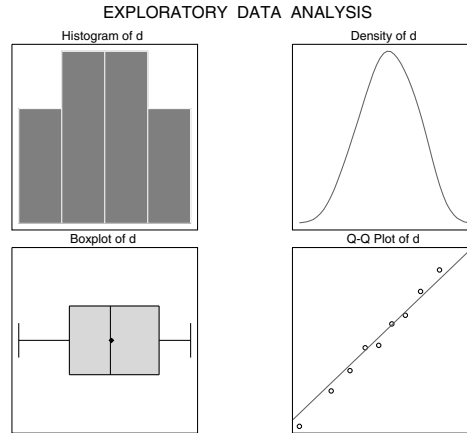 EXPLORATORY DATA ANALYSIS
Histogram of d
Density of d
Boxplot of d
Q-Q Plot of d